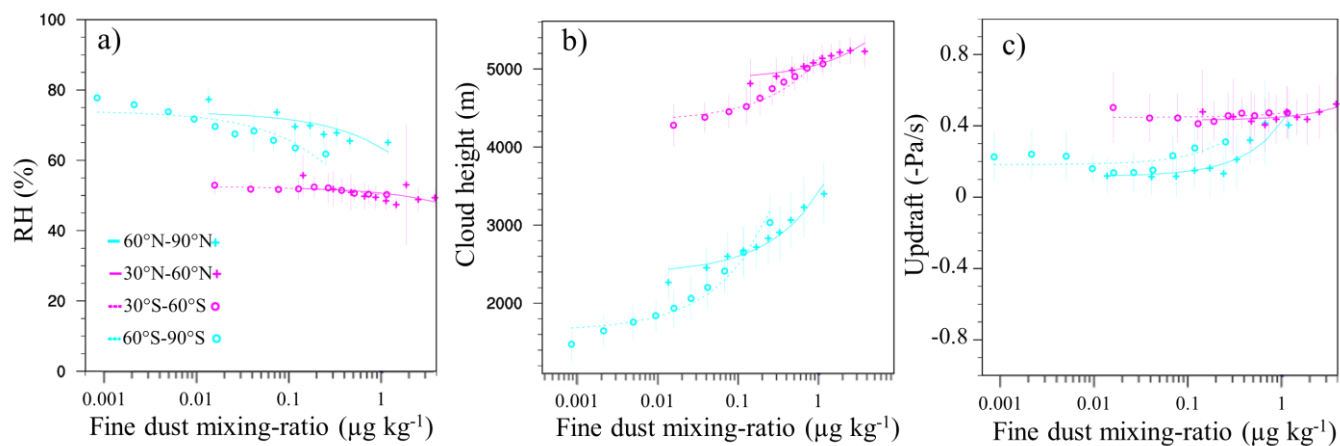 a)
RH (%)
100
80
60
40
20
0
60°N-90°N
30°N-60°N
30°S-60°S
60°S-90°S
0.001
0.01
0.1
1
Fine dust mixing-ratio (µg kg⁻¹)
b)
Cloud height (m)
5000
4000
3000
2000
0.001
0.01
0.1
1
Fine dust mixing-ratio (µg kg⁻¹)
c)
Updraft (-Pa/s)
0.8
0.4
0
-0.4
-0.8
0.001
0.01
0.1
1
Fine dust mixing-ratio (µg kg⁻¹)